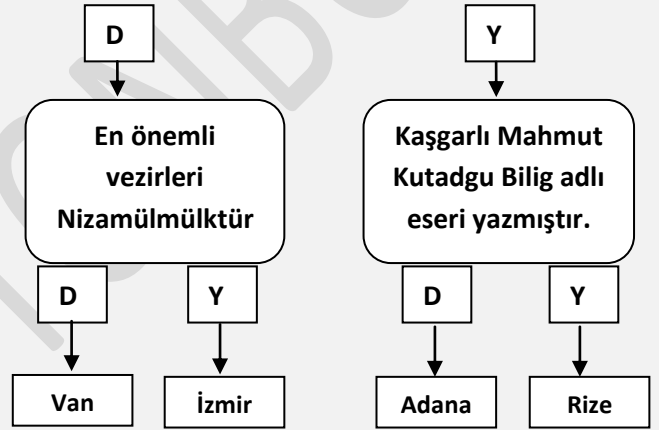 D Y
En önemli
vezirleri
Nizamülmülktür
Kaşgarlı Mahmut
Kutadgu Bilig adlı
eseri yazmıştır.
D Y D Y
Van İzmir Adana Rize